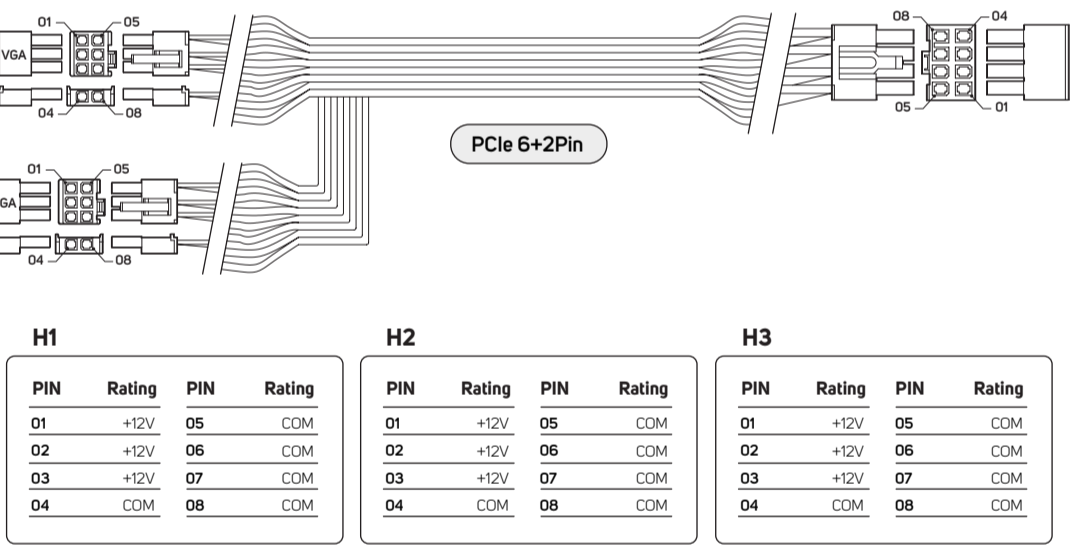 01 05 08 04
VGA
04 08 05 01
PCIe 6+2Pin
01 05
GA
04 08
H1 H2 H3
PIN Rating PIN Rating PIN Rating PIN Rating PIN Rating PIN Rating
01 +12V 05 COM 01 +12V 05 COM 01 +12V 05 COM
02 +12V 06 COM 02 +12V 06 COM 02 +12V 06 COM
03 +12V 07 COM 03 +12V 07 COM 03 +12V 07 COM
04 COM 08 COM 04 COM 08 COM 04 COM 08 COM